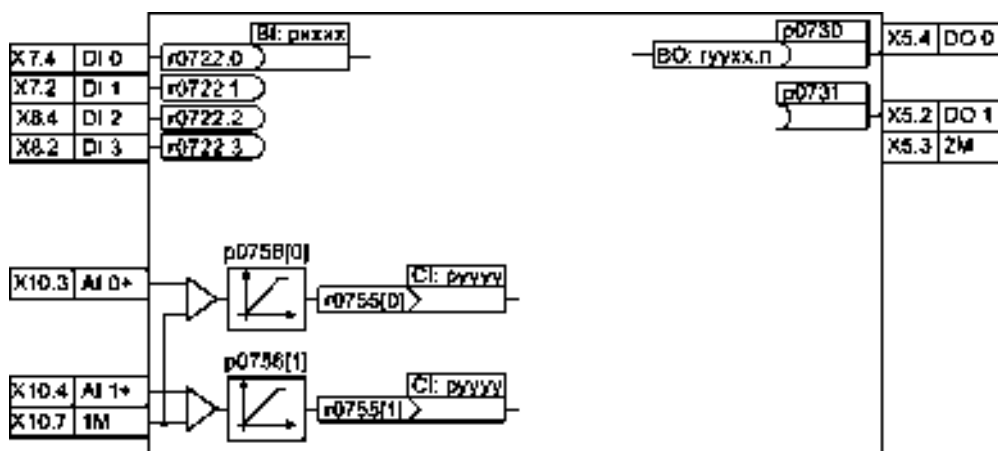 BI: pxxxx
p0730
X5.4 DO 0
X7.4 DI 0 r0722.0
BO: ryyxx.n
X7.2 DI 1 r0722.1
p0731
X8.4 DI 2 r0722.2
X5.2 DO 1
X8.2 DI 3 r0722.3
X5.3 2M
p0756[0]
X10.3 AI 0+
CI: pyyyy
r0755[0]
p0756[1]
X10.4 AI 1+
CI: pyyyy
r0755[1]
X10.7 1M